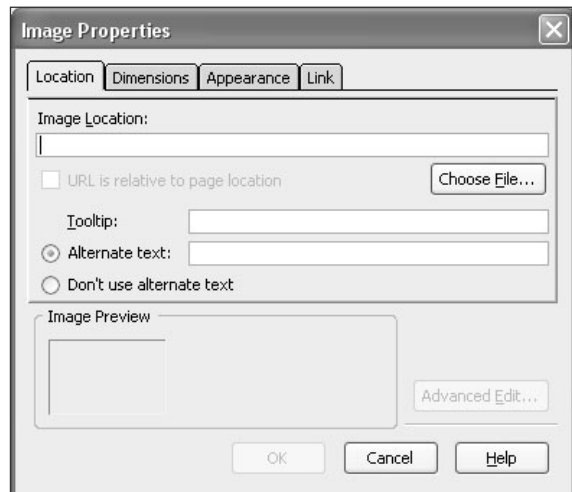 Image Properties
Location Dimensions Appearance Link
Image Location:
URL is relative to page location
Choose File...
Tooltip:
Alternate text:
Don't use alternate text
Image Preview
Advanced Edit...
OK Cancel Help